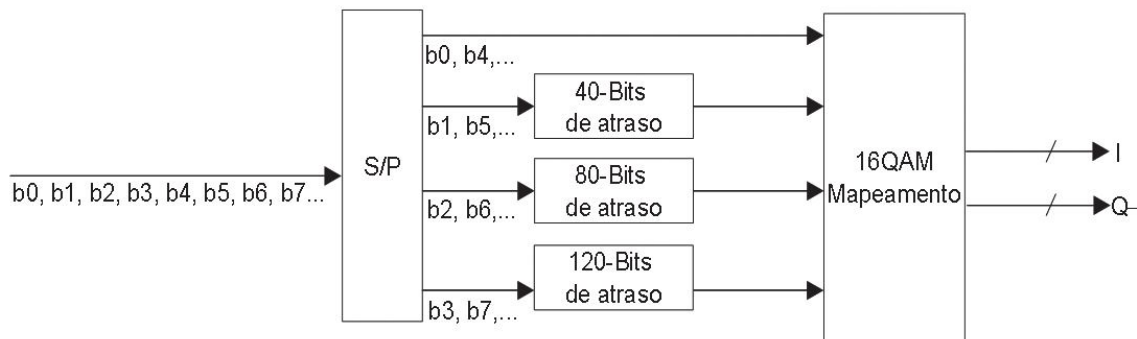 b0, b1, b2, b3, b4, b5, b6, b7...
S/P
b0, b4,...
b1, b5,...
40-Bits
de atraso
b2, b6,...
80-Bits
de atraso
b3, b7,...
120-Bits
de atraso
16QAM
Mapeamento
I
Q